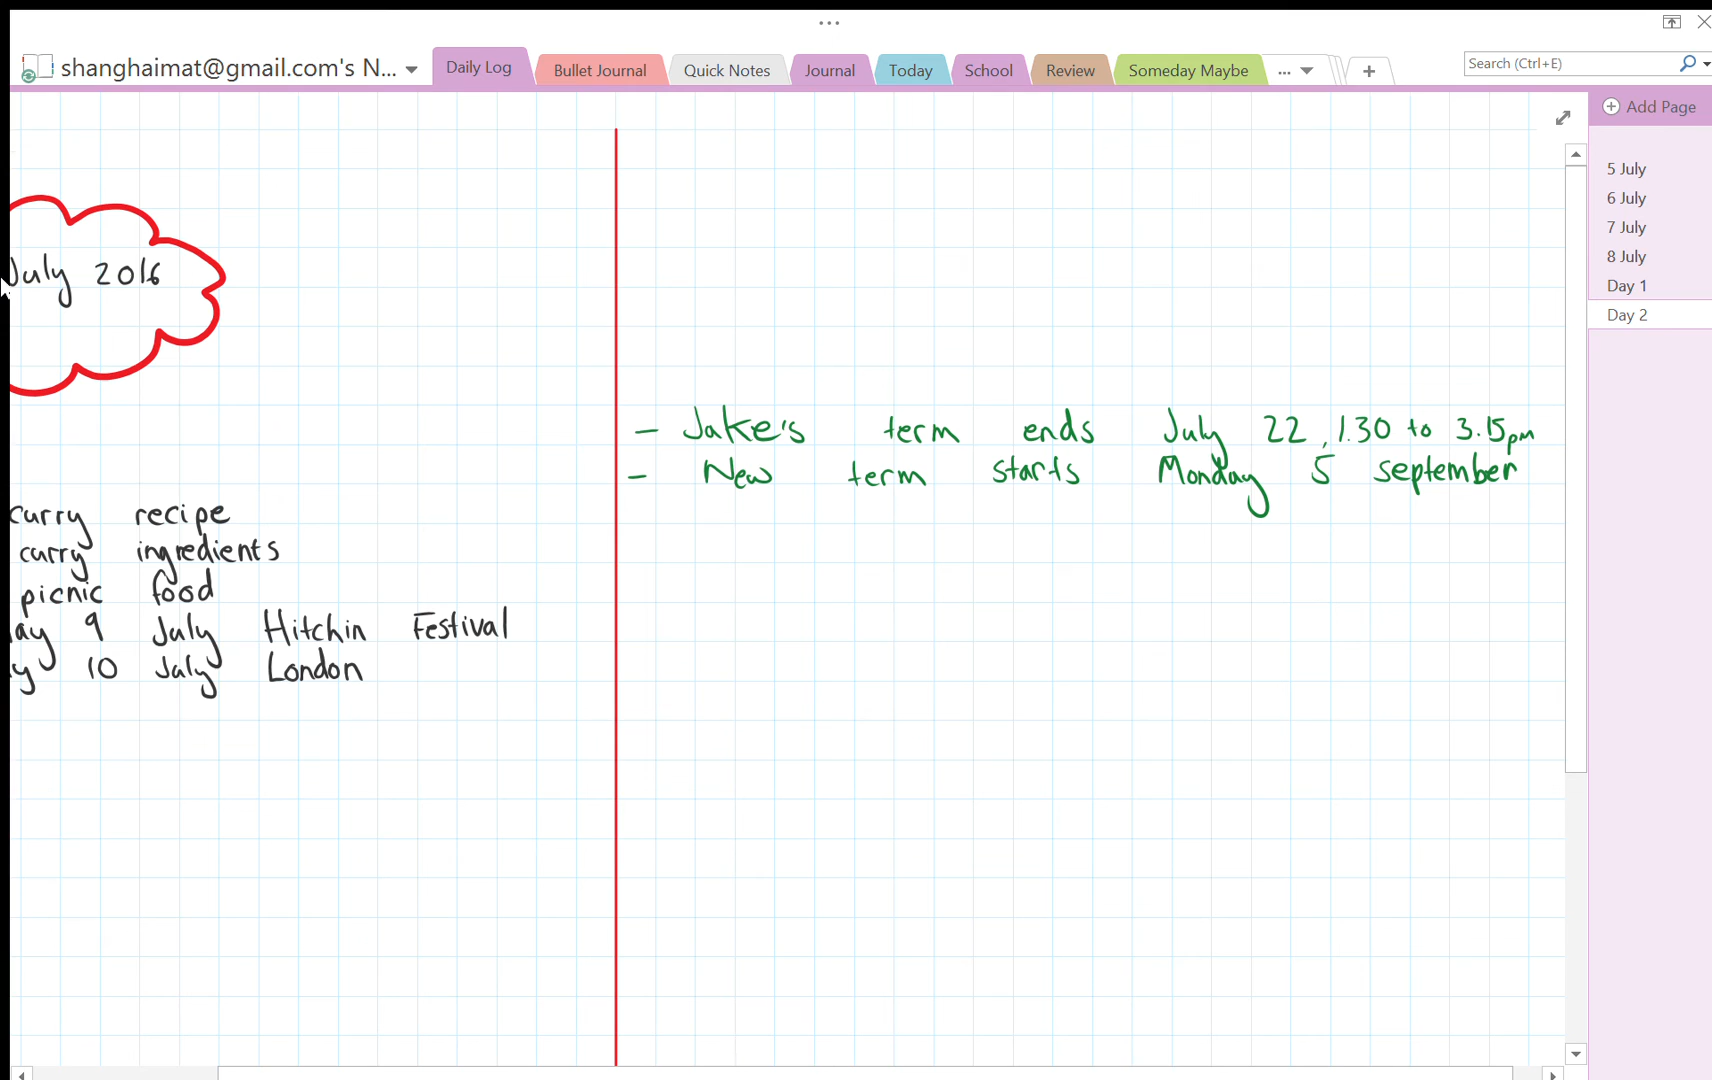 ...
shanghaimat@gmail.com's N...
Daily Log
Bullet Journal
Quick Notes
Journal
Today
School
Review
Someday Maybe
...
+
Search (Ctrl+E)
Add Page
5 July
6 July
7 July
8 July
Day 1
Day 2
July 2016
curry recipe
curry ingredients
picnic food
ay 9 July Hitchin Festival
y 10 July London
- Jake's term ends July 22, 1.30 to 3.15pm
- New term starts Monday 5 september